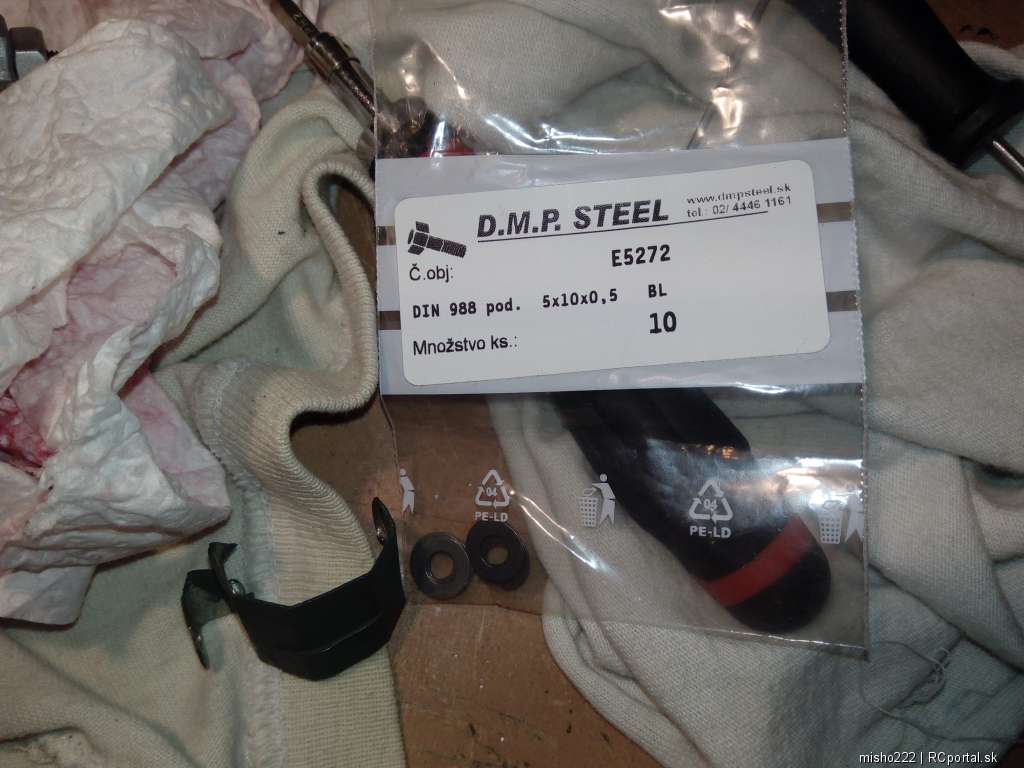 D.M.P. STEEL
www.dmpsteel.sk
tel.: 02/ 4446 1161
Č.obj:
E5272
DIN 988 pod. 5x10x0,5 BL
Množstvo ks.:
10
04
PE-LD
04
PE-LD
misho222 | RCportal.sk